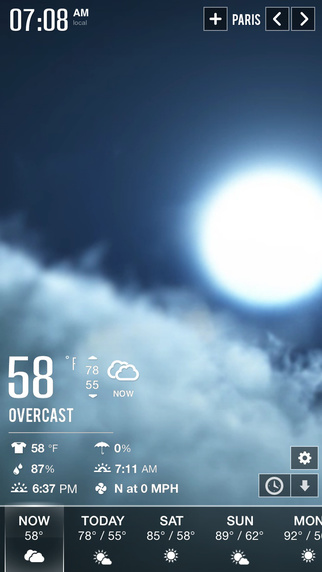 07:08 AM
local
PARIS
58 °F
78
55
NOW
OVERCAST
58 °F
0%
87%
7:11 AM
6:37 PM
N at 0 MPH
NOW
58°
TODAY
78° / 55°
SAT
85° / 58°
SUN
89° / 62°
MON
92° / 5